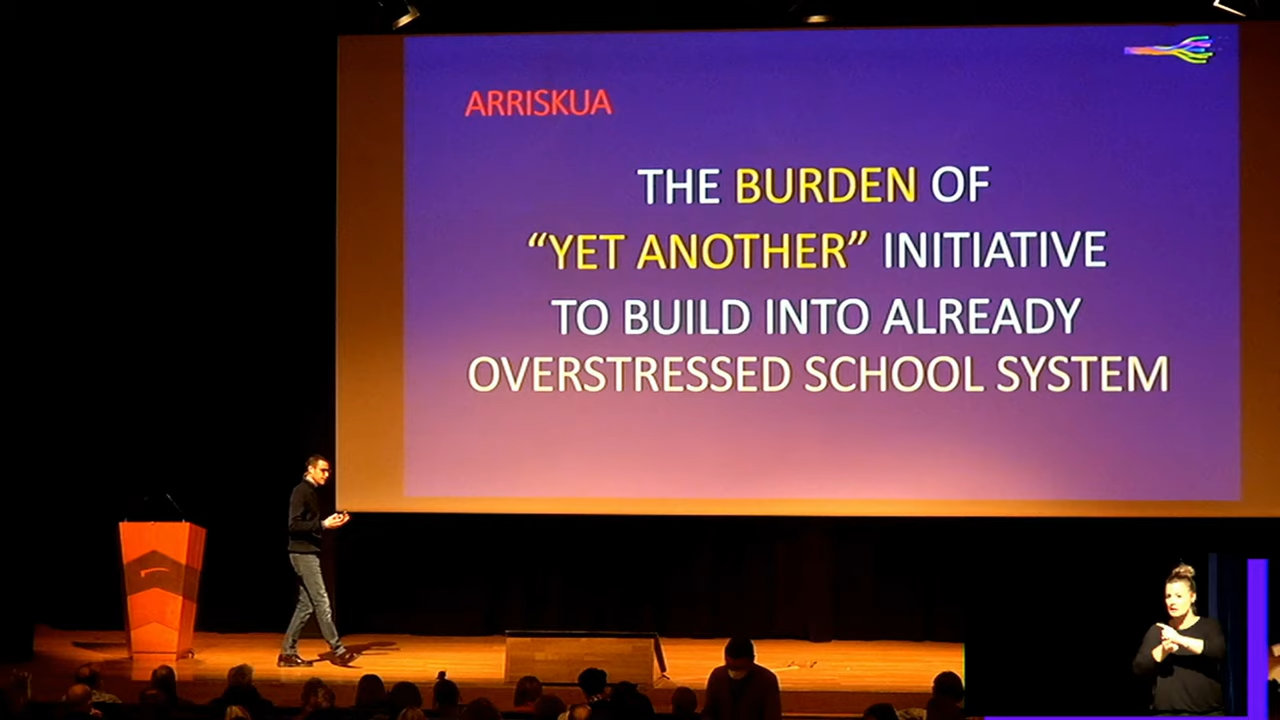 ARRISKUA
THE BURDEN OF
“YET ANOTHER” INITIATIVE
TO BUILD INTO ALREADY
OVERSTRESSED SCHOOL SYSTEM